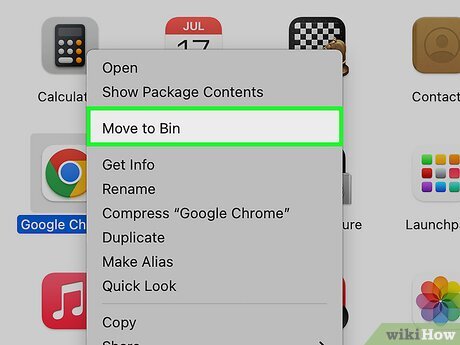 JUL
17
Calculat
Contact
Open
Show Package Contents
Move to Bin
Get Info
Rename
Compress “Google Chrome”
Duplicate
Make Alias
Quick Look
Copy
Google Ch
ure
Launchp
wikiHow